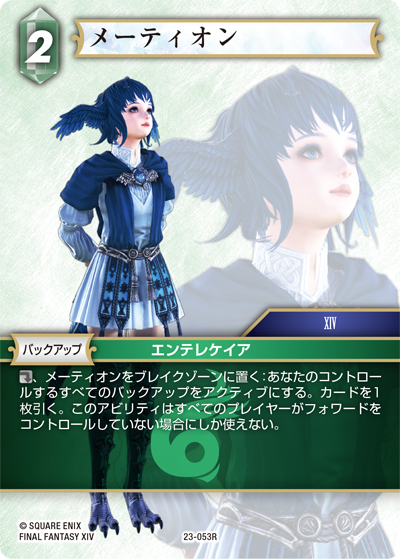 2
メーティオン
XIV
バックアップ
エンテレケイア
、メーティオンをブレイクゾーンに置く:あなたのコントロー
ルするすべてのバックアップをアクティブにする。カードを1
枚引く。このアビリティはすべてのプレイヤーがフォワードを
コントロールしていない場合にしか使えない。
© SQUARE ENIX
FINAL FANTASY XIV
23-053R